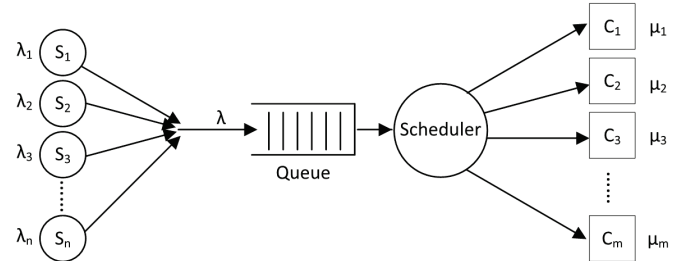 λ₁ S₁
λ₂ S₂
λ₃ S₃
λₙ Sₙ
λ
Queue
Scheduler
C₁ μ₁
C₂ μ₂
C₃ μ₃
Cₘ μₘ